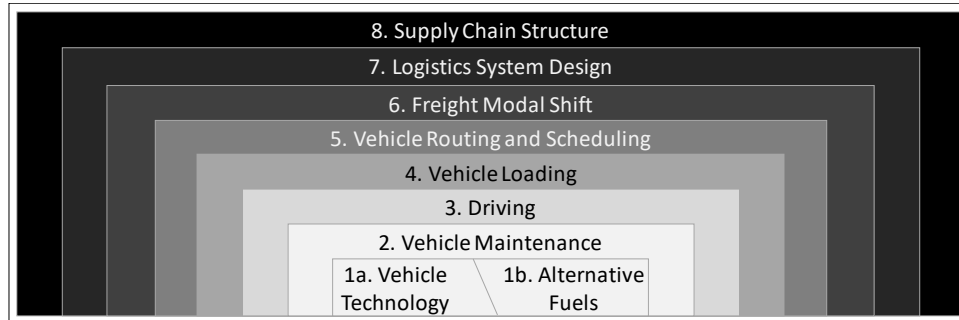 8. Supply Chain Structure
7. Logistics System Design
6. Freight Modal Shift
5. Vehicle Routing and Scheduling
4. Vehicle Loading
3. Driving
2. Vehicle Maintenance
1a. Vehicle
Technology
1b. Alternative
Fuels